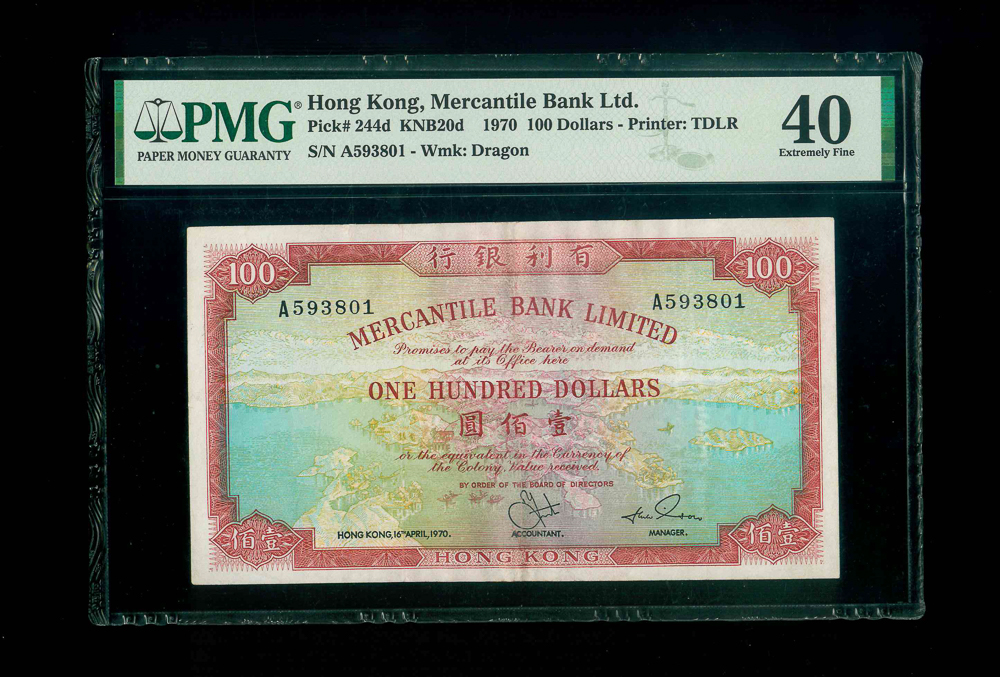 PMG®
PAPER MONEY GUARANTY
Hong Kong, Mercantile Bank Ltd.
Pick# 244d KNB20d 1970 100 Dollars - Printer: TDLR
S/N A593801 - Wmk: Dragon
40
Extremely Fine
行銀利有
100
100
A593801
A593801
MERCANTILE BANK LIMITED
Promises to pay the Bearer on demand
at its Office here
ONE HUNDRED DOLLARS
圓佰壹
or the equivalent in the Currency of
the Colony, Value received.
BY ORDER OF THE BOARD OF DIRECTORS
HONG KONG, 16TH APRIL, 1970.
ACCOUNTANT.
MANAGER.
佰壹
佰壹
HONG KONG